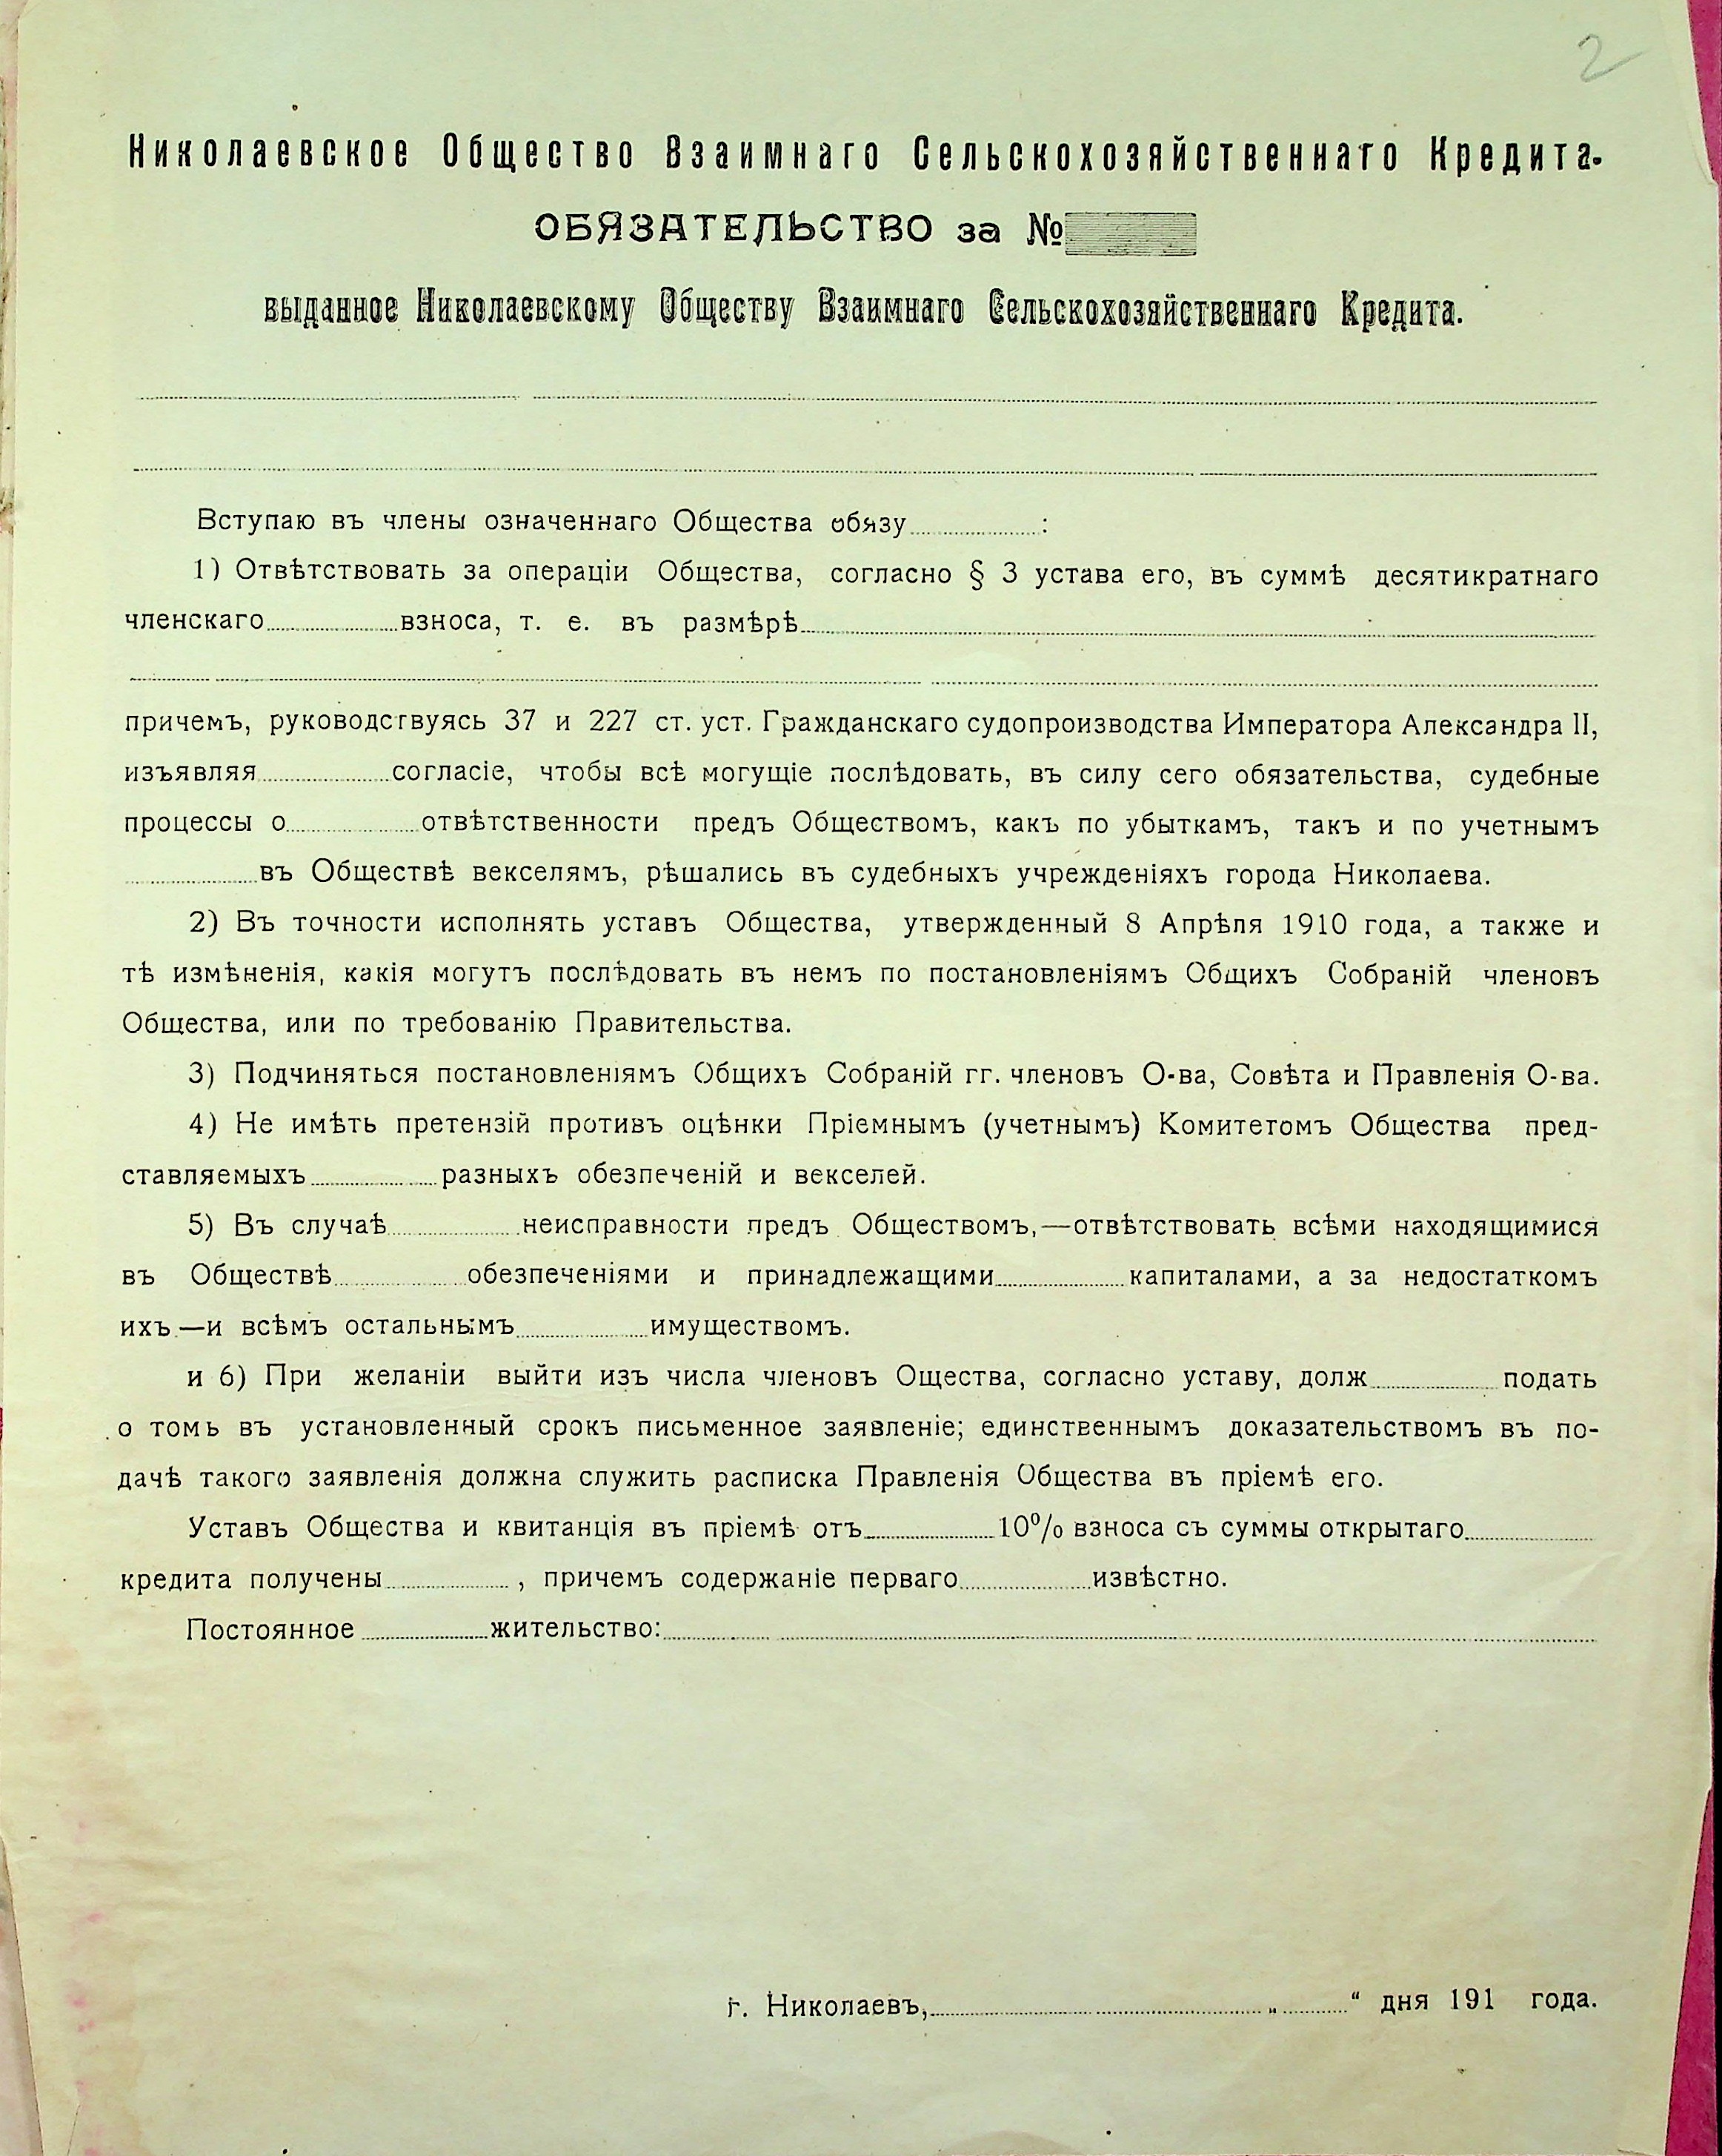 2
Николаевское Общество Взаимнаго Сельскохозяйственнаго Кредита.
ОБЯЗАТЕЛЬСТВО за №
выданное Николаевскому Обществу Взаимнаго Сельскохозяйственнаго Кредита.
Вступаю въ члены означеннаго Общества обязу :
1) Отвѣтствовать за операціи Общества, согласно § 3 устава его, въ суммѣ десятикратнаго
членскаго взноса, т. е. въ размѣрѣ
причемъ, руководствуясь 37 и 227 ст. уст. Гражданскаго судопроизводства Императора Александра II,
изъявляя согласіе, чтобы всѣ могущіе послѣдовать, въ силу сего обязательства, судебные
процессы о отвѣтственности предъ Обществомъ, какъ по убыткамъ, такъ и по учетнымъ
въ Обществѣ векселямъ, рѣшались въ судебныхъ учрежденіяхъ города Николаева.
2) Въ точности исполнять уставъ Общества, утвержденный 8 Апрѣля 1910 года, а также и
тѣ измѣненія, какія могутъ послѣдовать въ немъ по постановленіямъ Общихъ Собраній членовъ
Общества, или по требованію Правительства.
3) Подчиняться постановленіямъ Общихъ Собраній гг. членовъ О-ва, Совѣта и Правленія О-ва.
4) Не имѣть претензій противъ оцѣнки Пріемнымъ (учетнымъ) Комитетомъ Общества пред-
ставляемыхъ разныхъ обезпеченій и векселей.
5) Въ случаѣ неисправности предъ Обществомъ,—отвѣтствовать всѣми находящимися
въ Обществѣ обезпеченіями и принадлежащими капиталами, а за недостаткомъ
ихъ—и всѣмъ остальнымъ имуществомъ.
и 6) При желаніи выйти изъ числа членовъ Ощества, согласно уставу, долж подать
о томь въ установленный срокъ письменное заявленіе; единственнымъ доказательствомъ въ по-
дачѣ такого заявленія должна служить расписка Правленія Общества въ пріемѣ его.
Уставъ Общества и квитанція въ пріемѣ отъ 10% взноса съ суммы открытаго
кредита получены , причемъ содержаніе перваго извѣстно.
Постоянное жительство:
г. Николаевъ, „ “ дня 191 года.